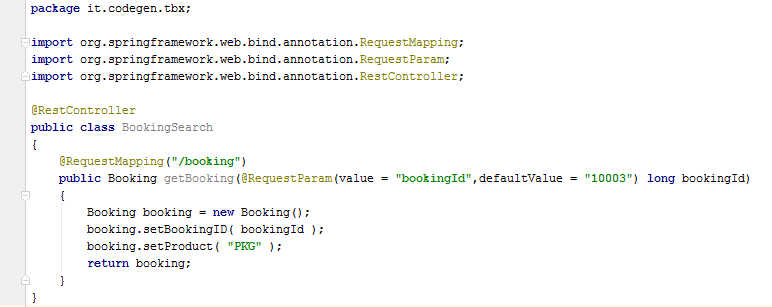 package it.codegen.tbx;
import org.springframework.web.bind.annotation.RequestMapping;
import org.springframework.web.bind.annotation.RequestParam;
import org.springframework.web.bind.annotation.RestController;
@RestController
public class BookingSearch
{
@RequestMapping("/booking")
public Booking getBooking(@RequestParam(value = "bookingId",defaultValue = "10003") long bookingId)
{
Booking booking = new Booking();
booking.setBookingID( bookingId );
booking.setProduct( "PKG" );
return booking;
}
}